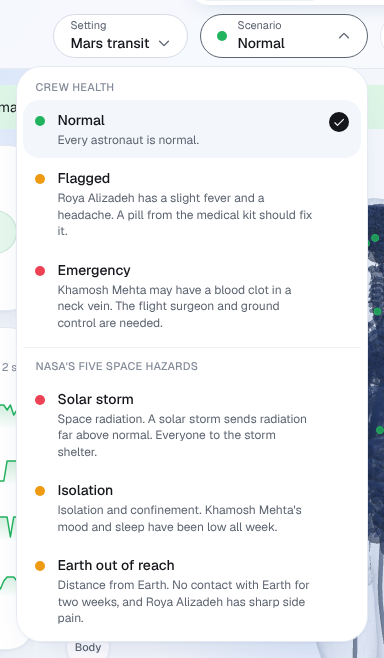 Setting
Mars transit
Scenario
Normal
CREW HEALTH
Normal
Every astronaut is normal.
Flagged
Roya Alizadeh has a slight fever and a
headache. A pill from the medical kit should fix
it.
Emergency
Khamosh Mehta may have a blood clot in a
neck vein. The flight surgeon and ground
control are needed.
NASA'S FIVE SPACE HAZARDS
2 s
Solar storm
Space radiation. A solar storm sends radiation
far above normal. Everyone to the storm
shelter.
Isolation
Isolation and confinement. Khamosh Mehta's
mood and sleep have been low all week.
Earth out of reach
Distance from Earth. No contact with Earth for
two weeks, and Roya Alizadeh has sharp side
pain.
Body